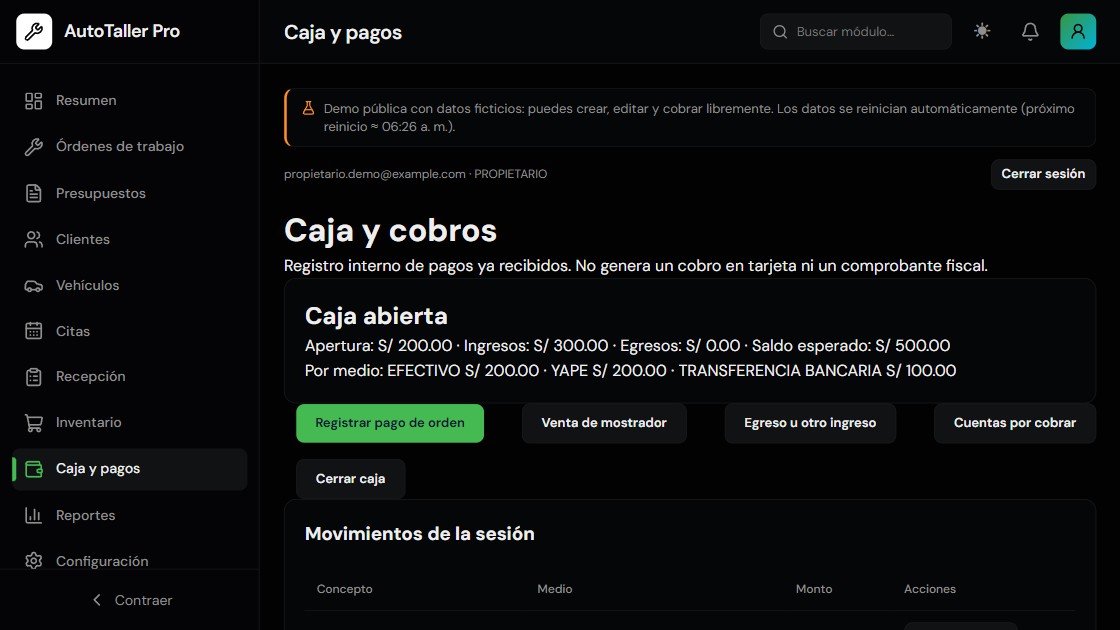 AutoTaller Pro
Caja y pagos
Buscar módulo...
Resumen
Órdenes de trabajo
Presupuestos
Clientes
Vehículos
Citas
Recepción
Inventario
Caja y pagos
Reportes
Configuración
Contraer
Demo pública con datos ficticios: puedes crear, editar y cobrar libremente. Los datos se reinician automáticamente (próximo
reinicio ≈ 06:26 a. m.).
propietario.demo@example.com · PROPIETARIO
Cerrar sesión
Caja y cobros
Registro interno de pagos ya recibidos. No genera un cobro en tarjeta ni un comprobante fiscal.
Caja abierta
Apertura: S/ 200.00 · Ingresos: S/ 300.00 · Egresos: S/ 0.00 · Saldo esperado: S/ 500.00
Por medio: EFECTIVO S/ 200.00 · YAPE S/ 200.00 · TRANSFERENCIA BANCARIA S/ 100.00
Registrar pago de orden
Venta de mostrador
Egreso u otro ingreso
Cuentas por cobrar
Cerrar caja
Movimientos de la sesión
Concepto
Medio
Monto
Acciones